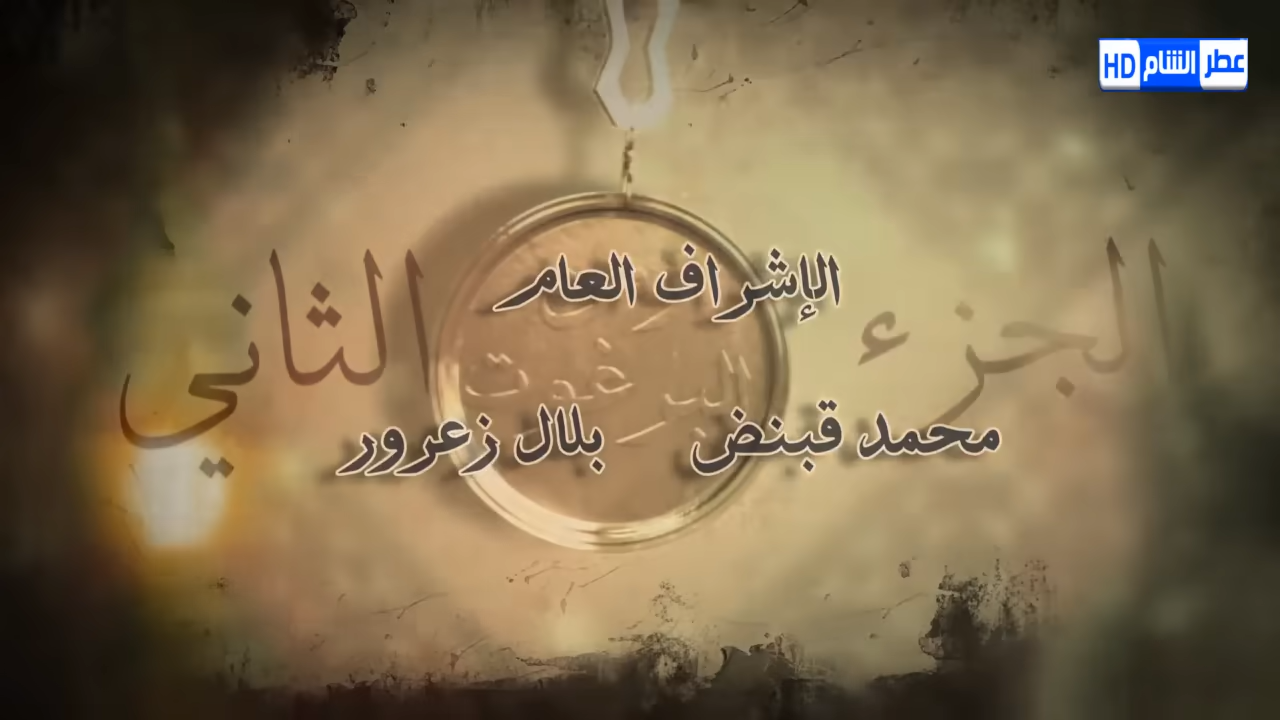 عطر الشام HD
الإشراف العام
الجزء الثاني
محمد قبنض بلال زعرور